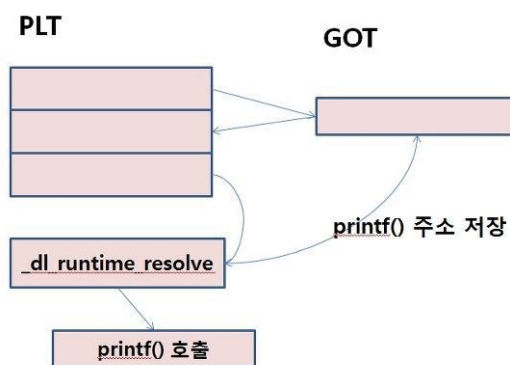 PLT
GOT
printf() 주소 저장
_dl_runtime_resolve
printf() 호출